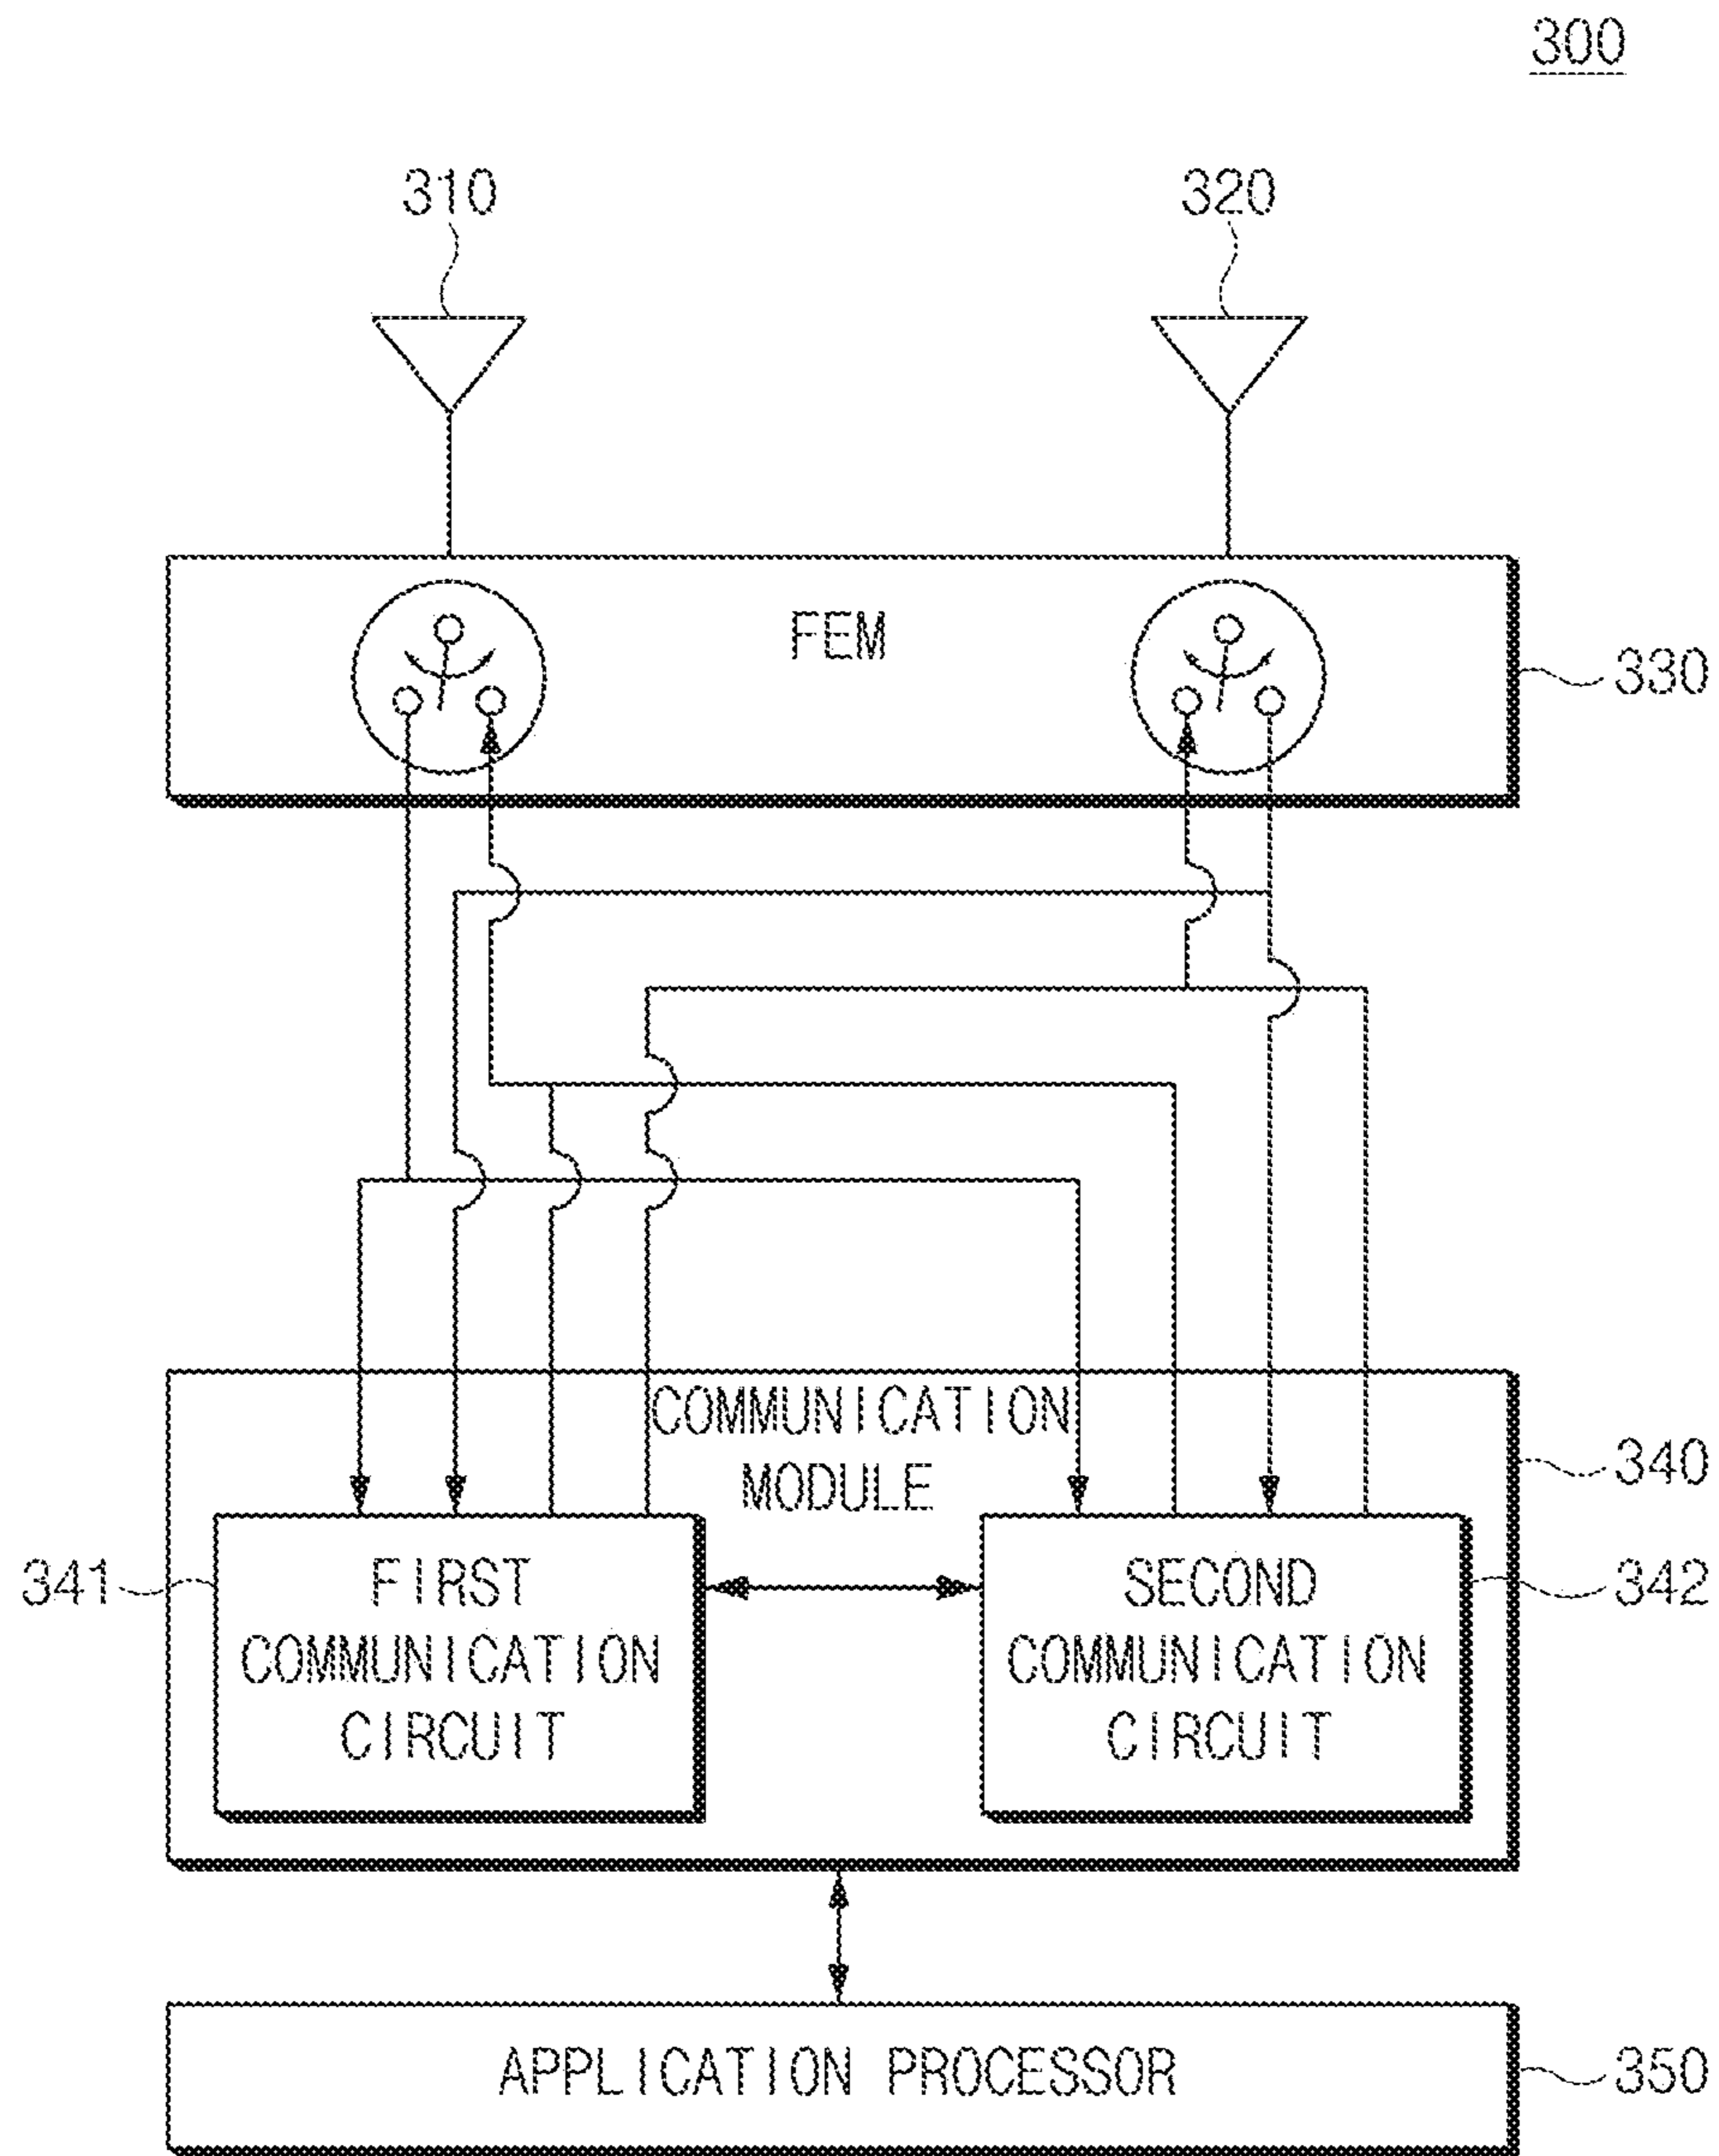 300
310
320
FEM
330
COMMUNICATION
MODULE
340
341
FIRST
COMMUNICATION
CIRCUIT
SECOND
COMMUNICATION
CIRCUIT
342
APPLICATION PROCESSOR
350